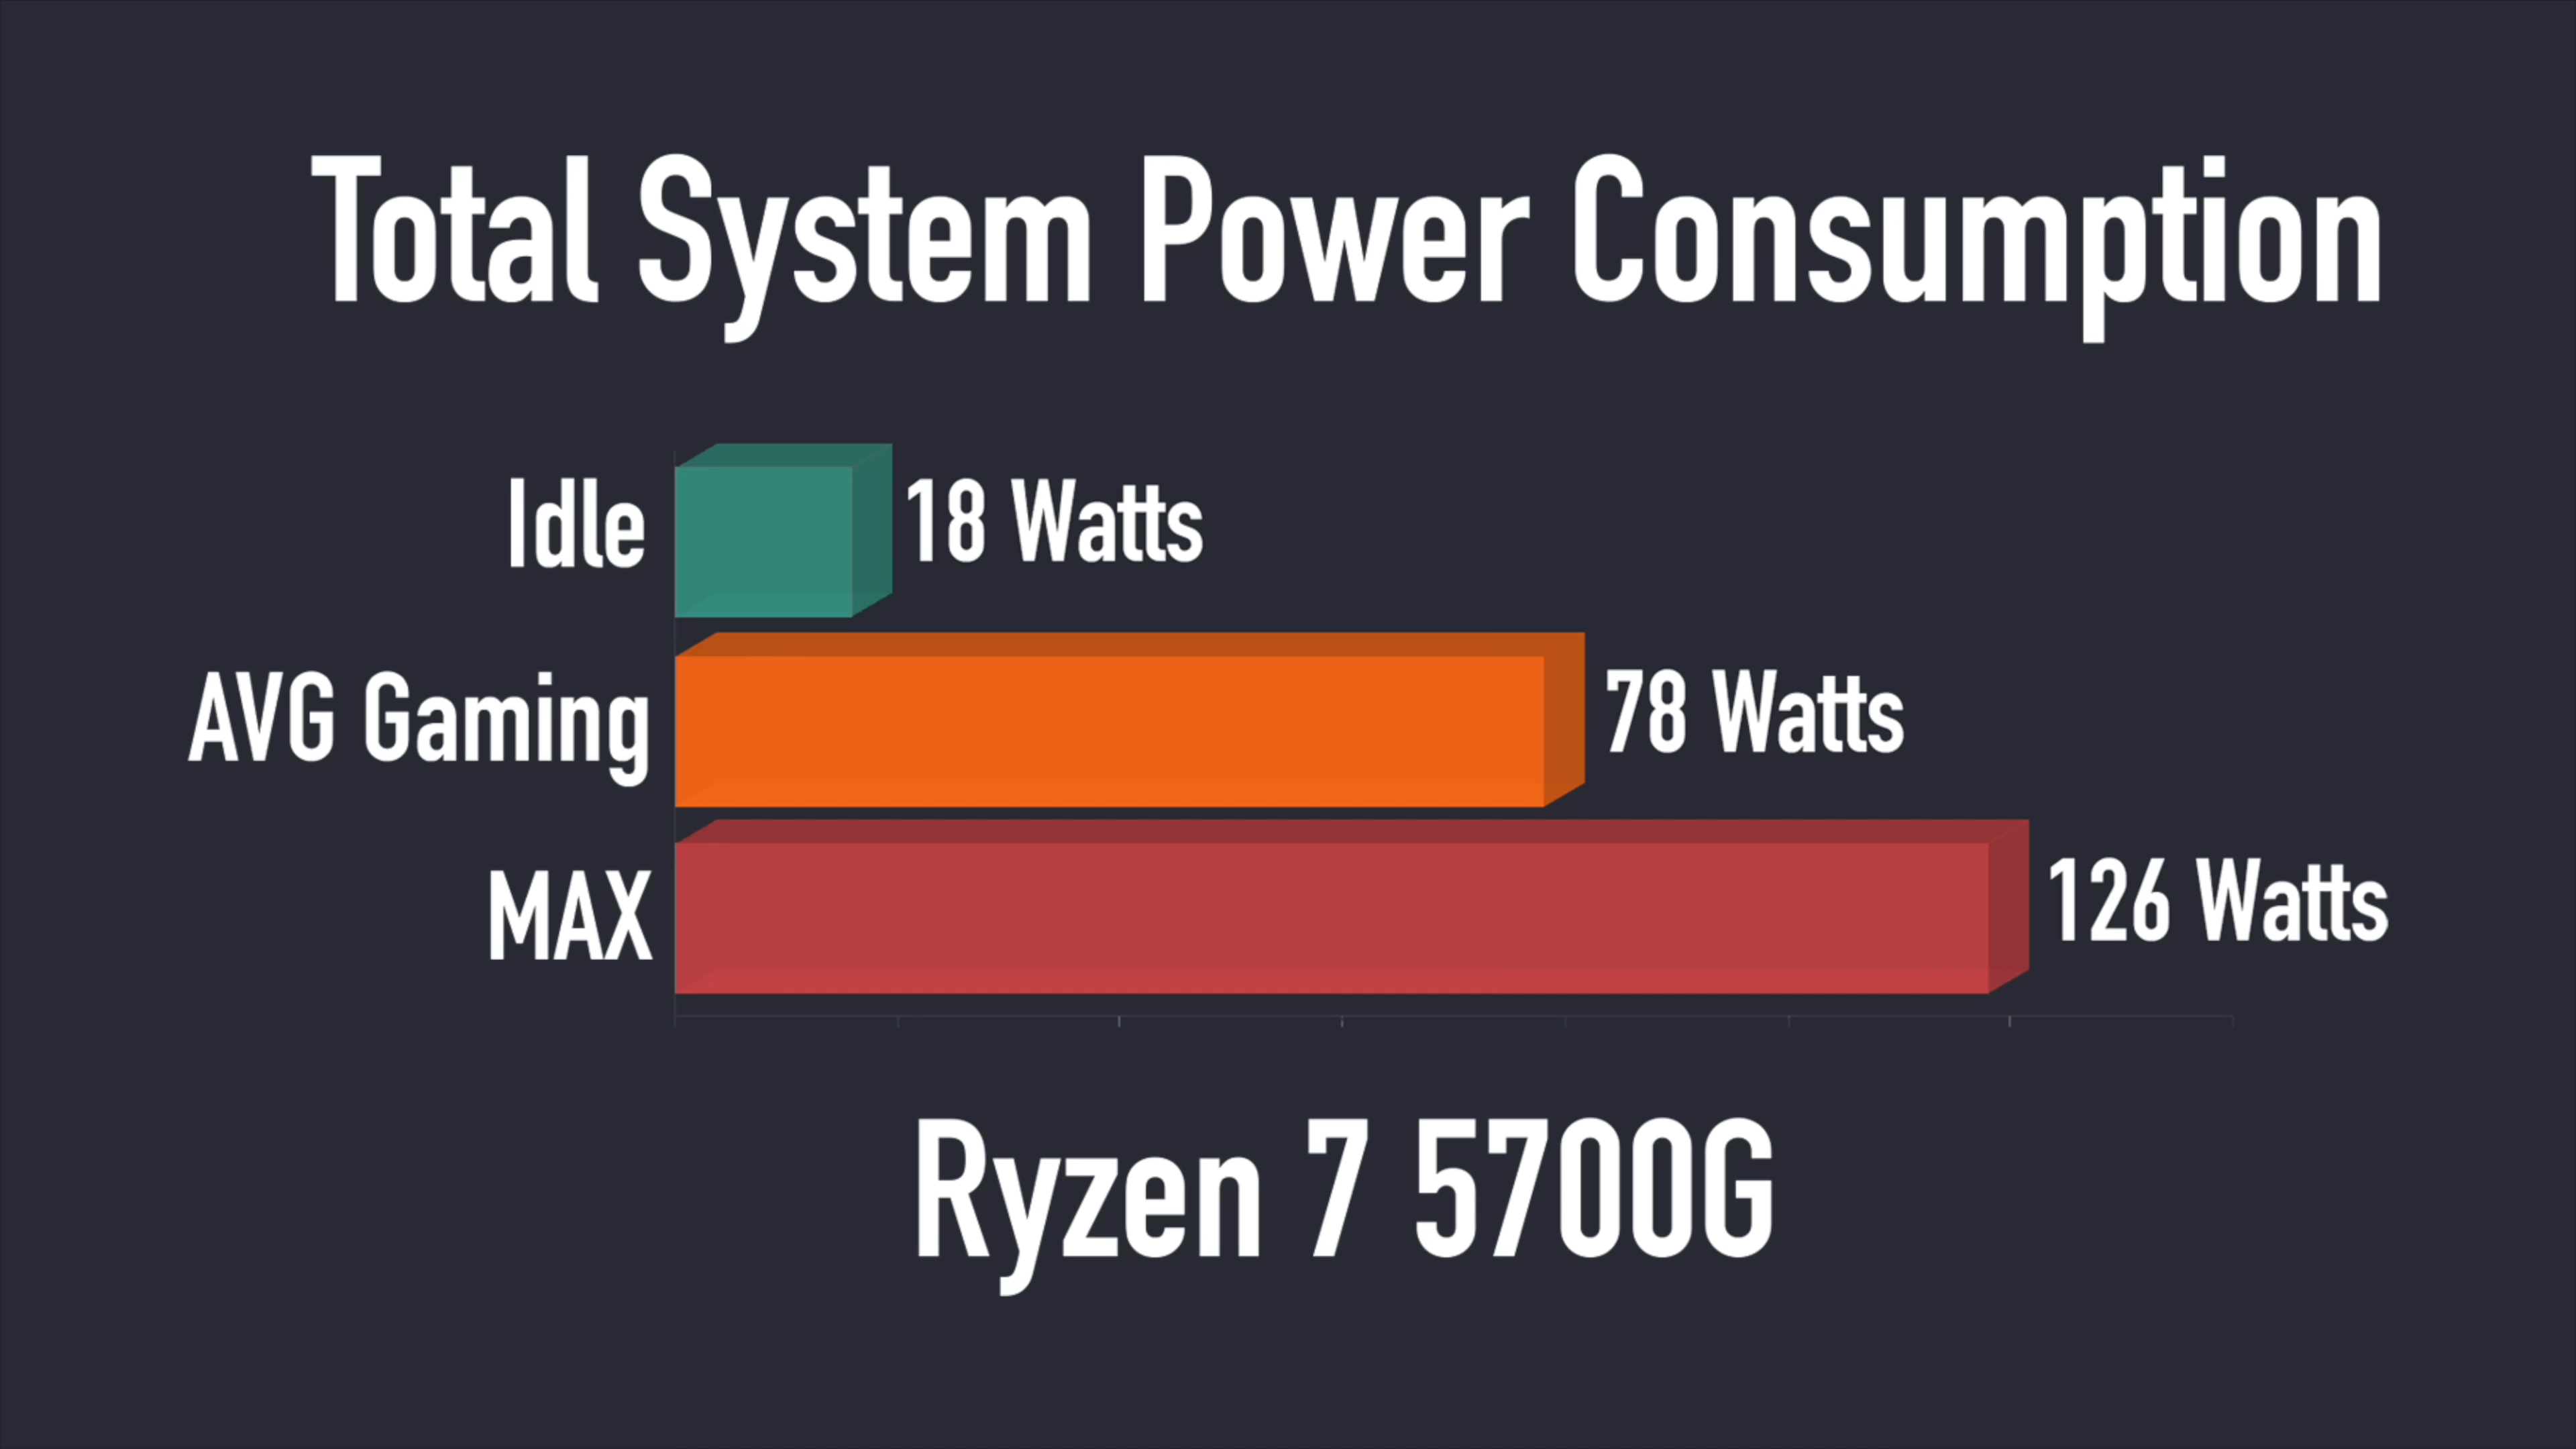 Total System Power Consumption
Idle 18 Watts
AVG Gaming 78 Watts
MAX 126 Watts
Ryzen 7 5700G